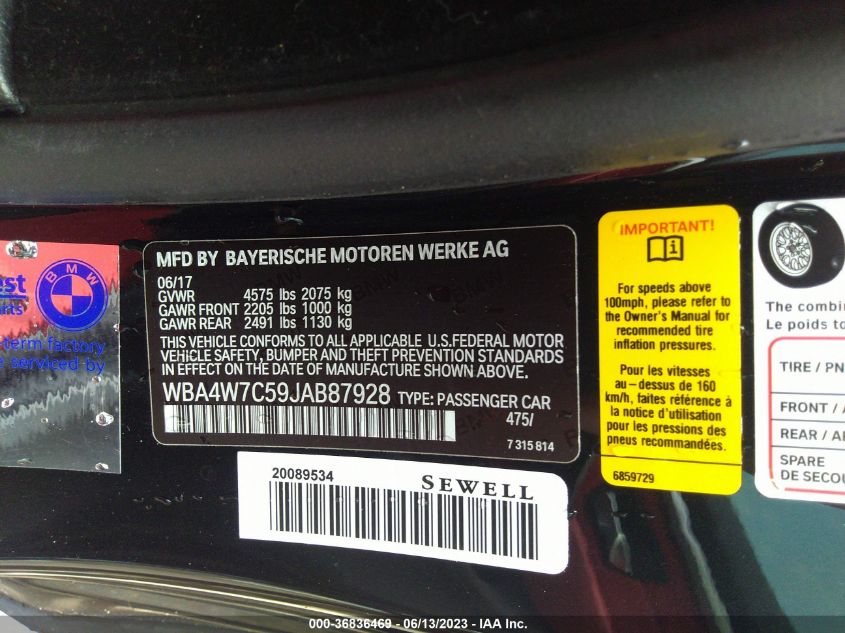 est
arts
BMW
-term factory
e serviced by
MFD BY BAYERISCHE MOTOREN WERKE AG
06/17
GVWR 4575 lbs 2075 kg
GAWR FRONT 2205 lbs 1000 kg
GAWR REAR 2491 lbs 1130 kg
THIS VEHICLE CONFORMS TO ALL APPLICABLE U.S.FEDERAL MOTOR
VEHICLE SAFETY, BUMPER AND THEFT PREVENTION STANDARDS
IN EFFECT ON THE DATE OF MANUFACTURE SHOWN ABOVE.
WBA4W7C59JAB87928 TYPE: PASSENGER CAR
475/
7 315 814
20089534
SEWELL
IMPORTANT!
For speeds above
100mph, please refer to
the Owner's Manual for
recommended tire
inflation pressures.
Pour les vitesses
au-dessus de 160
km/h, faites référence à
la notice d'utilisation
pour les pressions des
pneus recommandées.
6859729
The combin
Le poids to
TIRE / PN
FRONT / A
REAR / AR
SPARE
DE SECOU
000-36836469 - 06/13/2023 - IAA Inc.